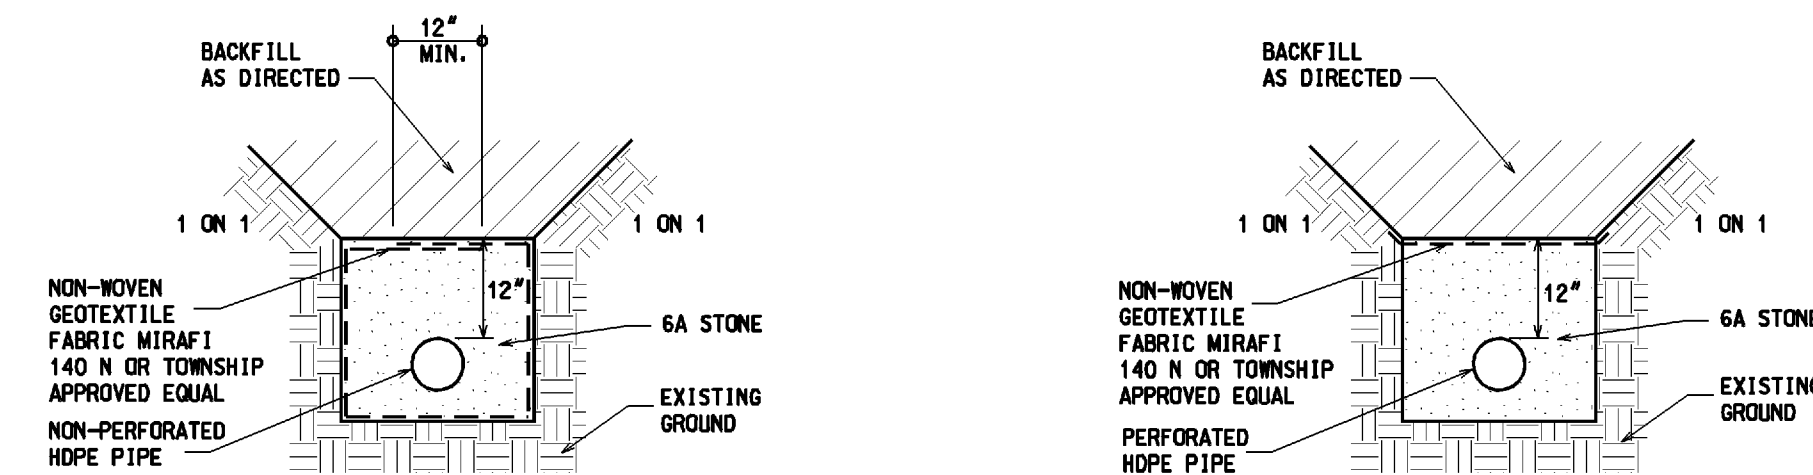 12"
MIN.
BACKFILL
AS DIRECTED
1 ON 1
1 ON 1
NON-WOVEN
GEOTEXTILE
FABRIC MIRAFI
140 N OR TOWNSHIP
APPROVED EQUAL
12"
6A STONE
NON-PERFORATED
HDPE PIPE
EXISTING
GROUND
BACKFILL
AS DIRECTED
1 ON 1
1 ON 1
NON-WOVEN
GEOTEXTILE
FABRIC MIRAFI
140 N OR TOWNSHIP
APPROVED EQUAL
12"
6A STONE
PERFORATED
HDPE PIPE
EXISTING
GROUND